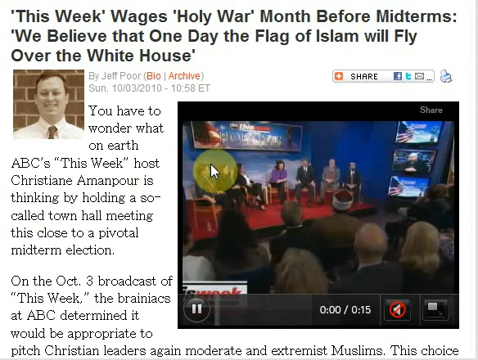 'This Week' Wages 'Holy War' Month Before Midterms:
'We Believe that One Day the Flag of Islam will Fly
Over the White House'
By Jeff Poor (Bio | Archive)
Sun, 10/03/2010 - 10:58 ET
SHARE
You have to
wonder what
on earth
ABC's “This Week” host
Christiane Amanpour is
thinking by holding a so-
called town hall meeting
this close to a pivotal
midterm election.
Share
HOLY WAR
week
0:00 / 0:15
On the Oct. 3 broadcast of
“This Week,” the brainiacs
at ABC determined it
would be appropriate to
pitch Christian leaders again moderate and extremist Muslims. This choice